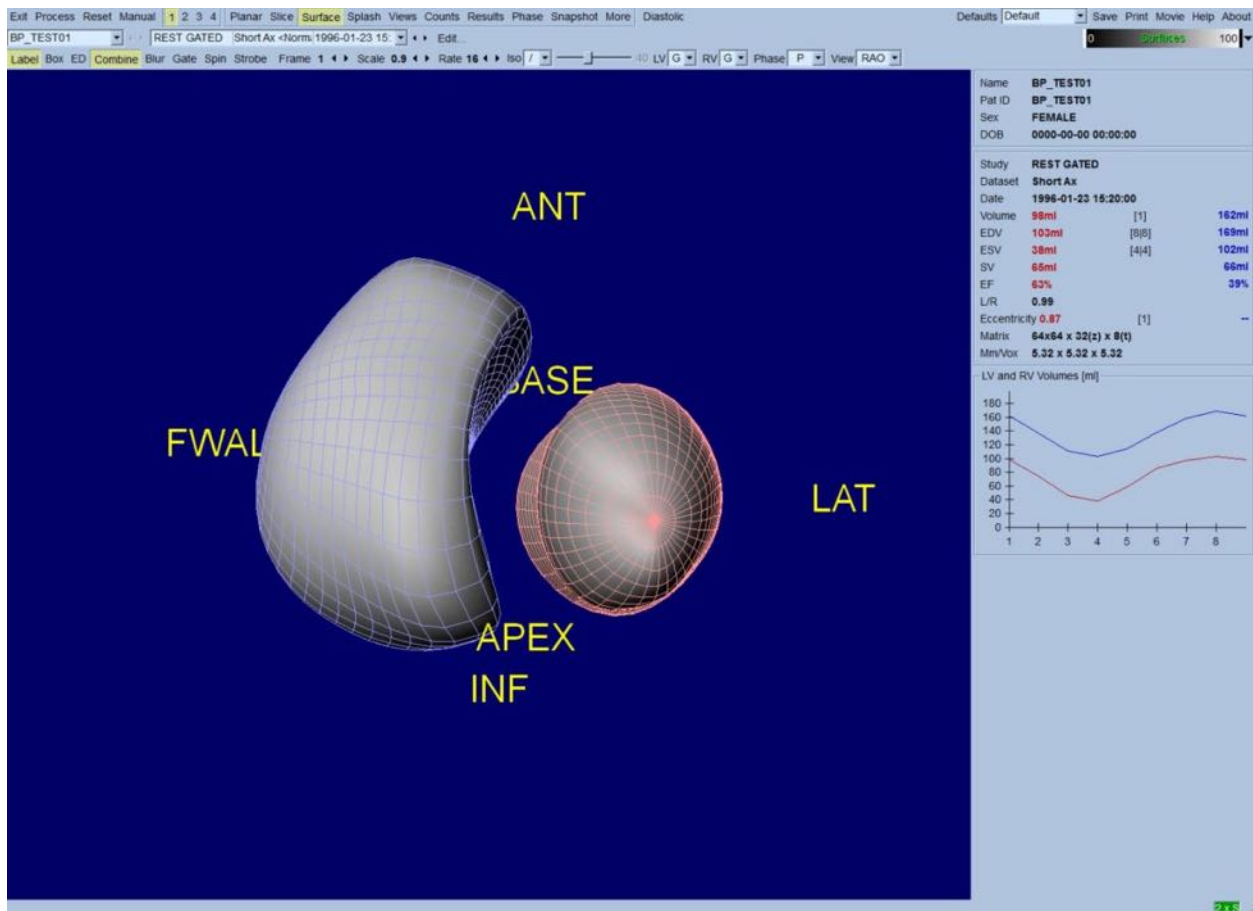 Exit Process Reset Manual 1 2 3 4 Planar Slice Surface Splash Views Counts Results Phase Snapshot More Diastolic Defaults Default Save Print Movie Help About
BP_TEST01 REST GATED Short Ax <Norm 1996-01-23 15: Edit... 0 Surfaces 100
Label Box ED Combine Blur Gate Spin Strobe Frame 1 Scale 0.9 Rate 16 Iso / 40 LV G RV G Phase P View RAO
ANT
BASE
FWAL
LAT
APEX
INF
Name BP_TEST01
Pat ID BP_TEST01
Sex FEMALE
DOB 0000-00-00 00:00:00
Study REST GATED
Dataset Short Ax
Date 1996-01-23 15:20:00
Volume 98ml [1] 162ml
EDV 103ml [8|8] 169ml
ESV 38ml [4|4] 102ml
SV 65ml 66ml
EF 63% 39%
L/R 0.99
Eccentricity 0.87 [1] --
Matrix 64x64 x 32(z) x 8(t)
Mm/Vox 5.32 x 5.32 x 5.32
LV and RV Volumes [ml]
180
160
140
120
100
80
60
40
20
0
1 2 3 4 5 6 7 8
2 x S